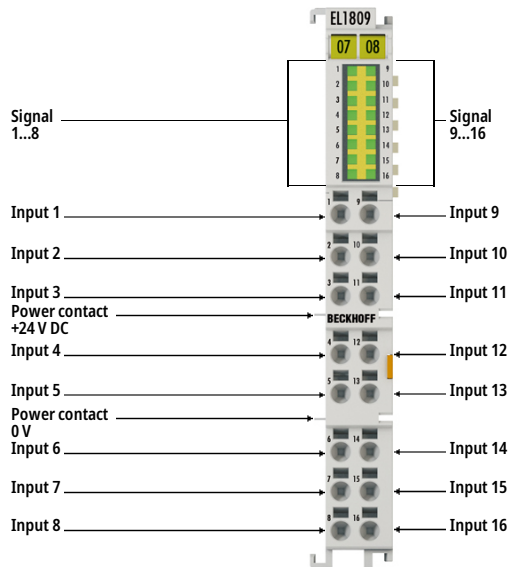 EL1809
07 08
1 9
2 10
3 11
4 12
5 13
6 14
7 15
8 16
Signal
1...8
Signal
9...16
1 9
Input 1
Input 9
2 10
Input 2
Input 10
3 11
Input 3
Input 11
Power contact
+24 V DC
BECKHOFF
4 12
Input 4
Input 12
5 13
Input 5
Input 13
Power contact
0 V
6 14
Input 6
Input 14
7 15
Input 7
Input 15
8 16
Input 8
Input 16